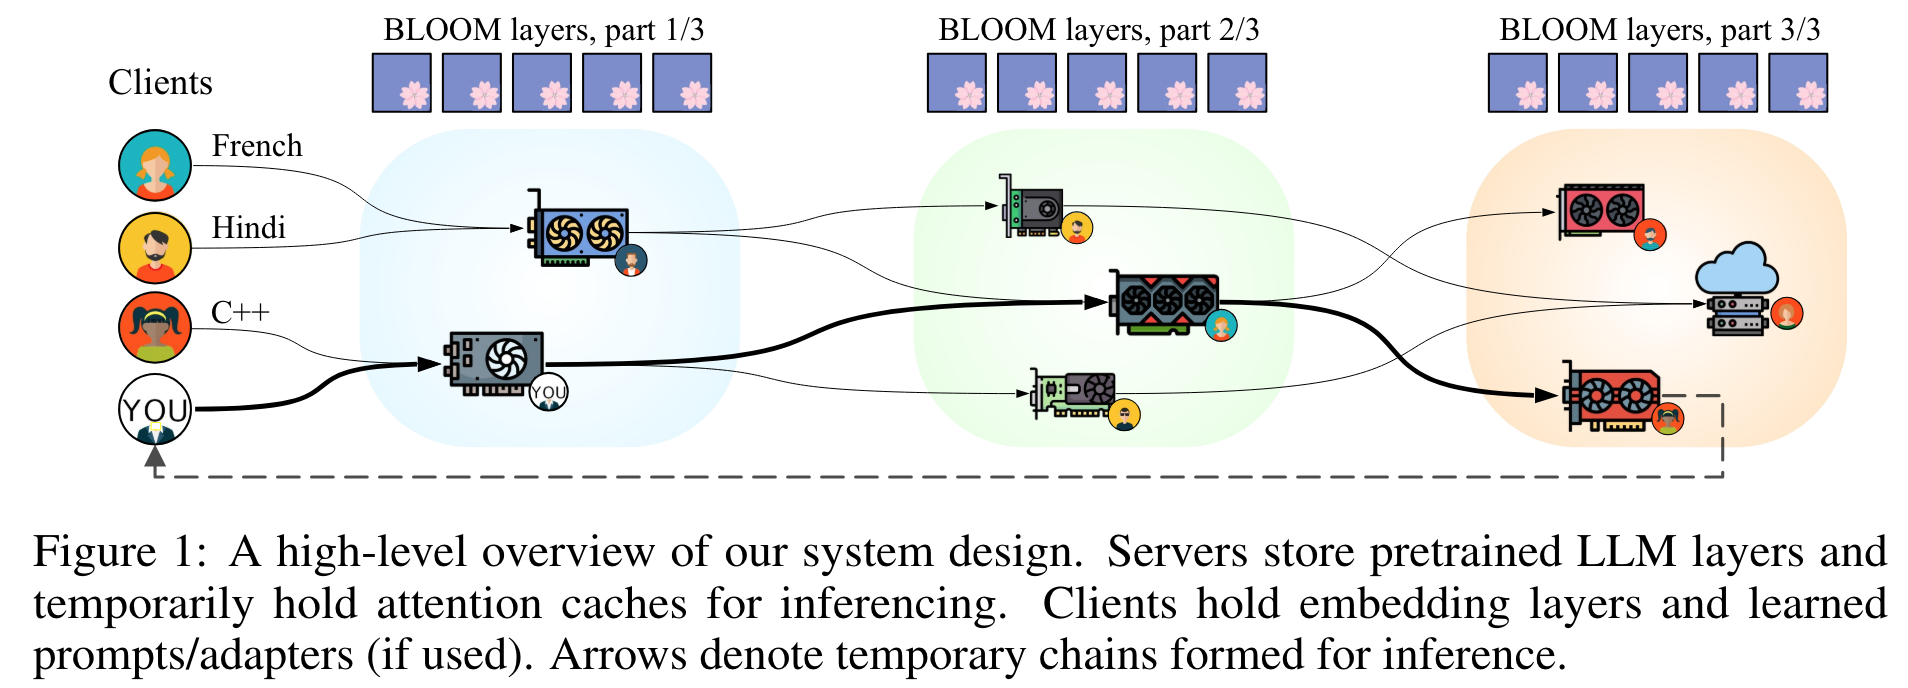 BLOOM layers, part 1/3
BLOOM layers, part 2/3
BLOOM layers, part 3/3
Clients
French
Hindi
C++
YOU
YOU
Figure 1: A high-level overview of our system design. Servers store pretrained LLM layers and
temporarily hold attention caches for inferencing. Clients hold embedding layers and learned
prompts/adapters (if used). Arrows denote temporary chains formed for inference.